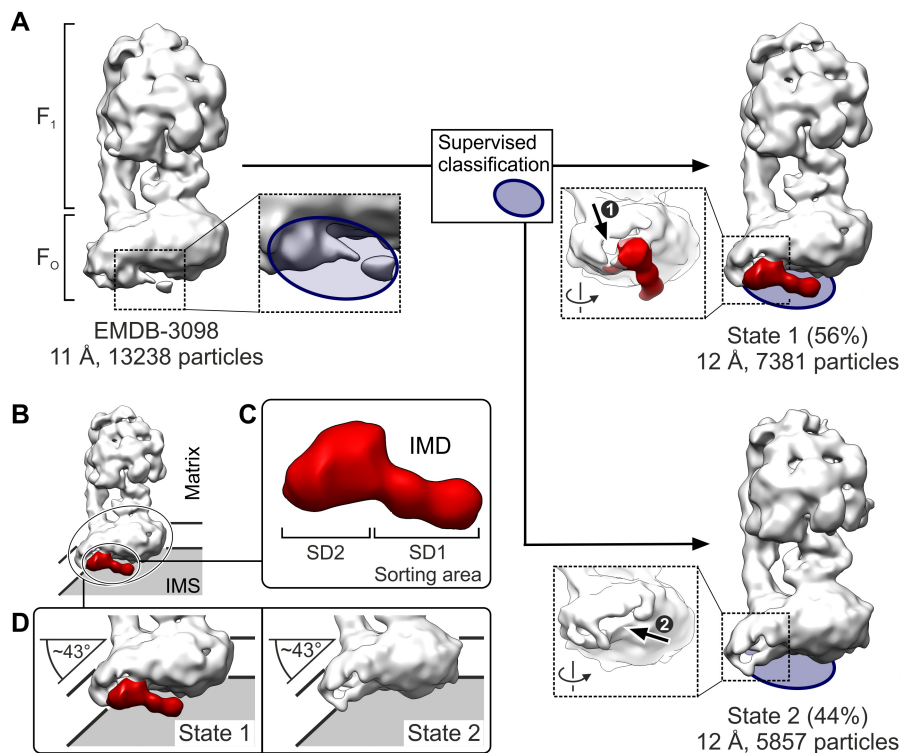 A
F1
FO
Supervised
classification
1
EMDB-3098
11 Å, 13238 particles
State 1 (56%)
12 Å, 7381 particles
B
Matrix
IMS
C
IMD
SD2
SD1
Sorting area
2
D
~43°
State 1
~43°
State 2
State 2 (44%)
12 Å, 5857 particles